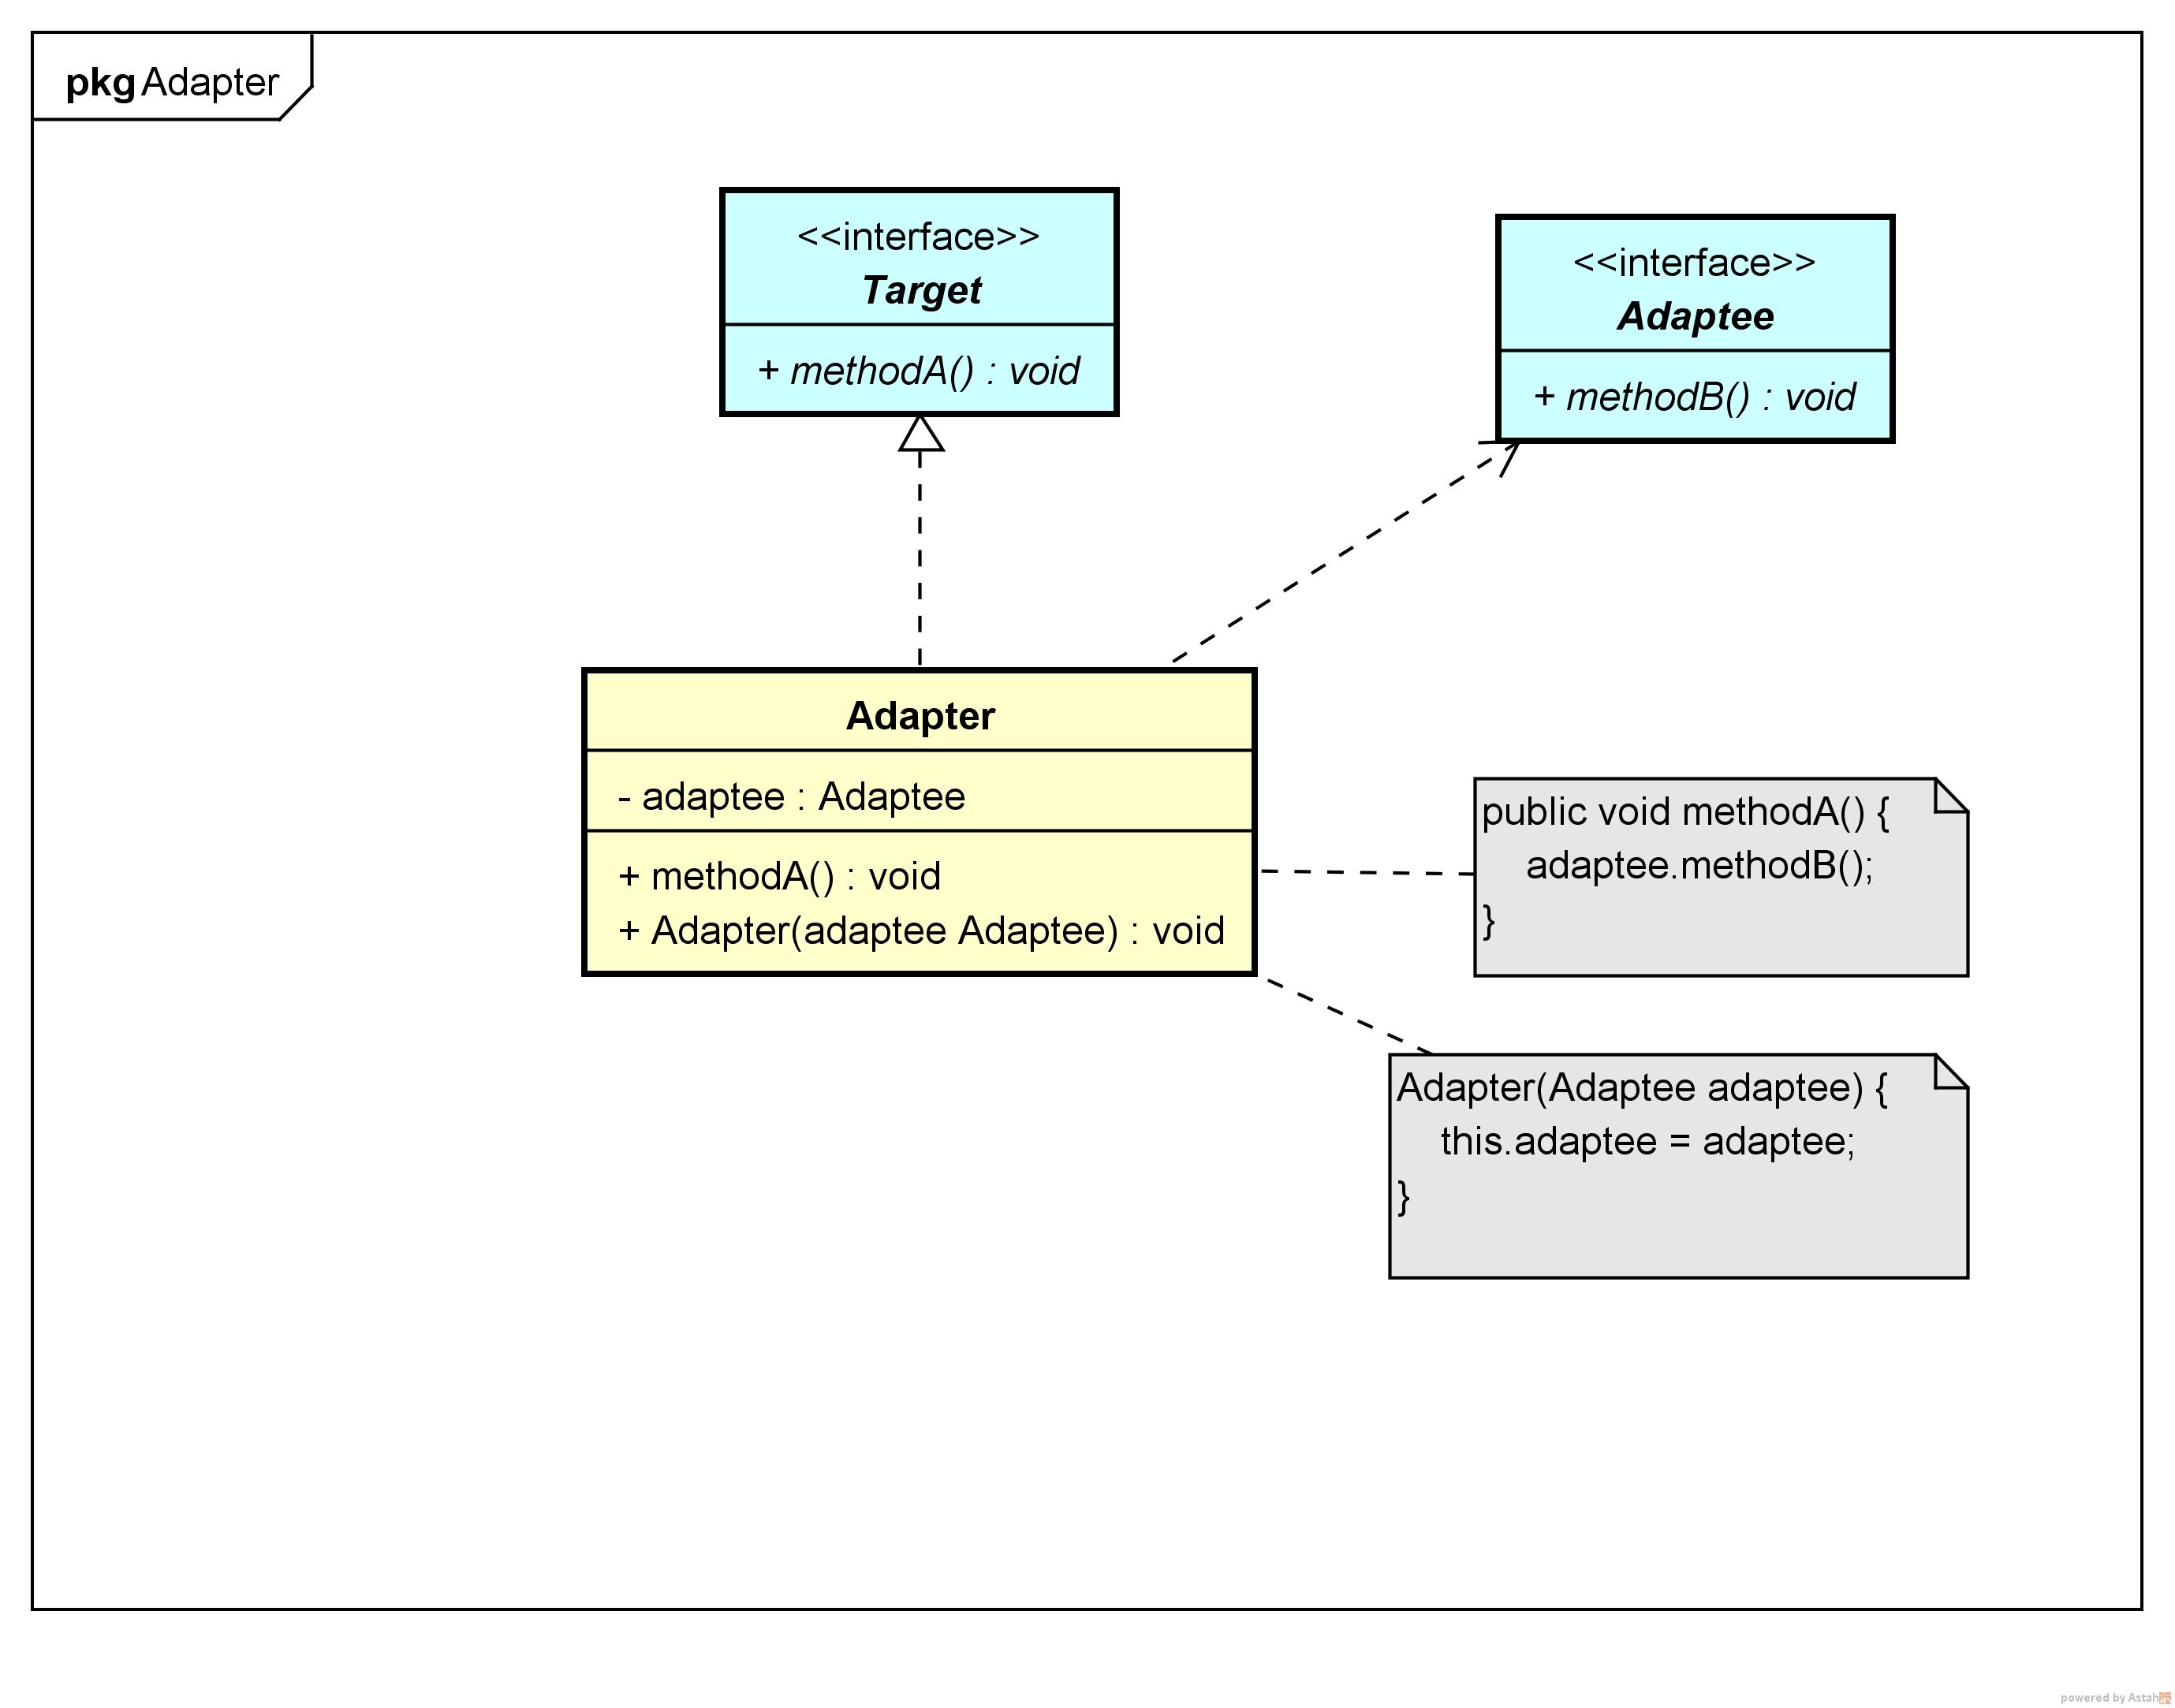 pkg Adapter
<<interface>>
Target
+ methodA() : void
<<interface>>
Adaptee
+ methodB() : void
Adapter
- adaptee : Adaptee
+ methodA() : void
+ Adapter(adaptee Adaptee) : void
public void methodA() {
adaptee.methodB();
}
Adapter(Adaptee adaptee) {
this.adaptee = adaptee;
}
powered by Astah